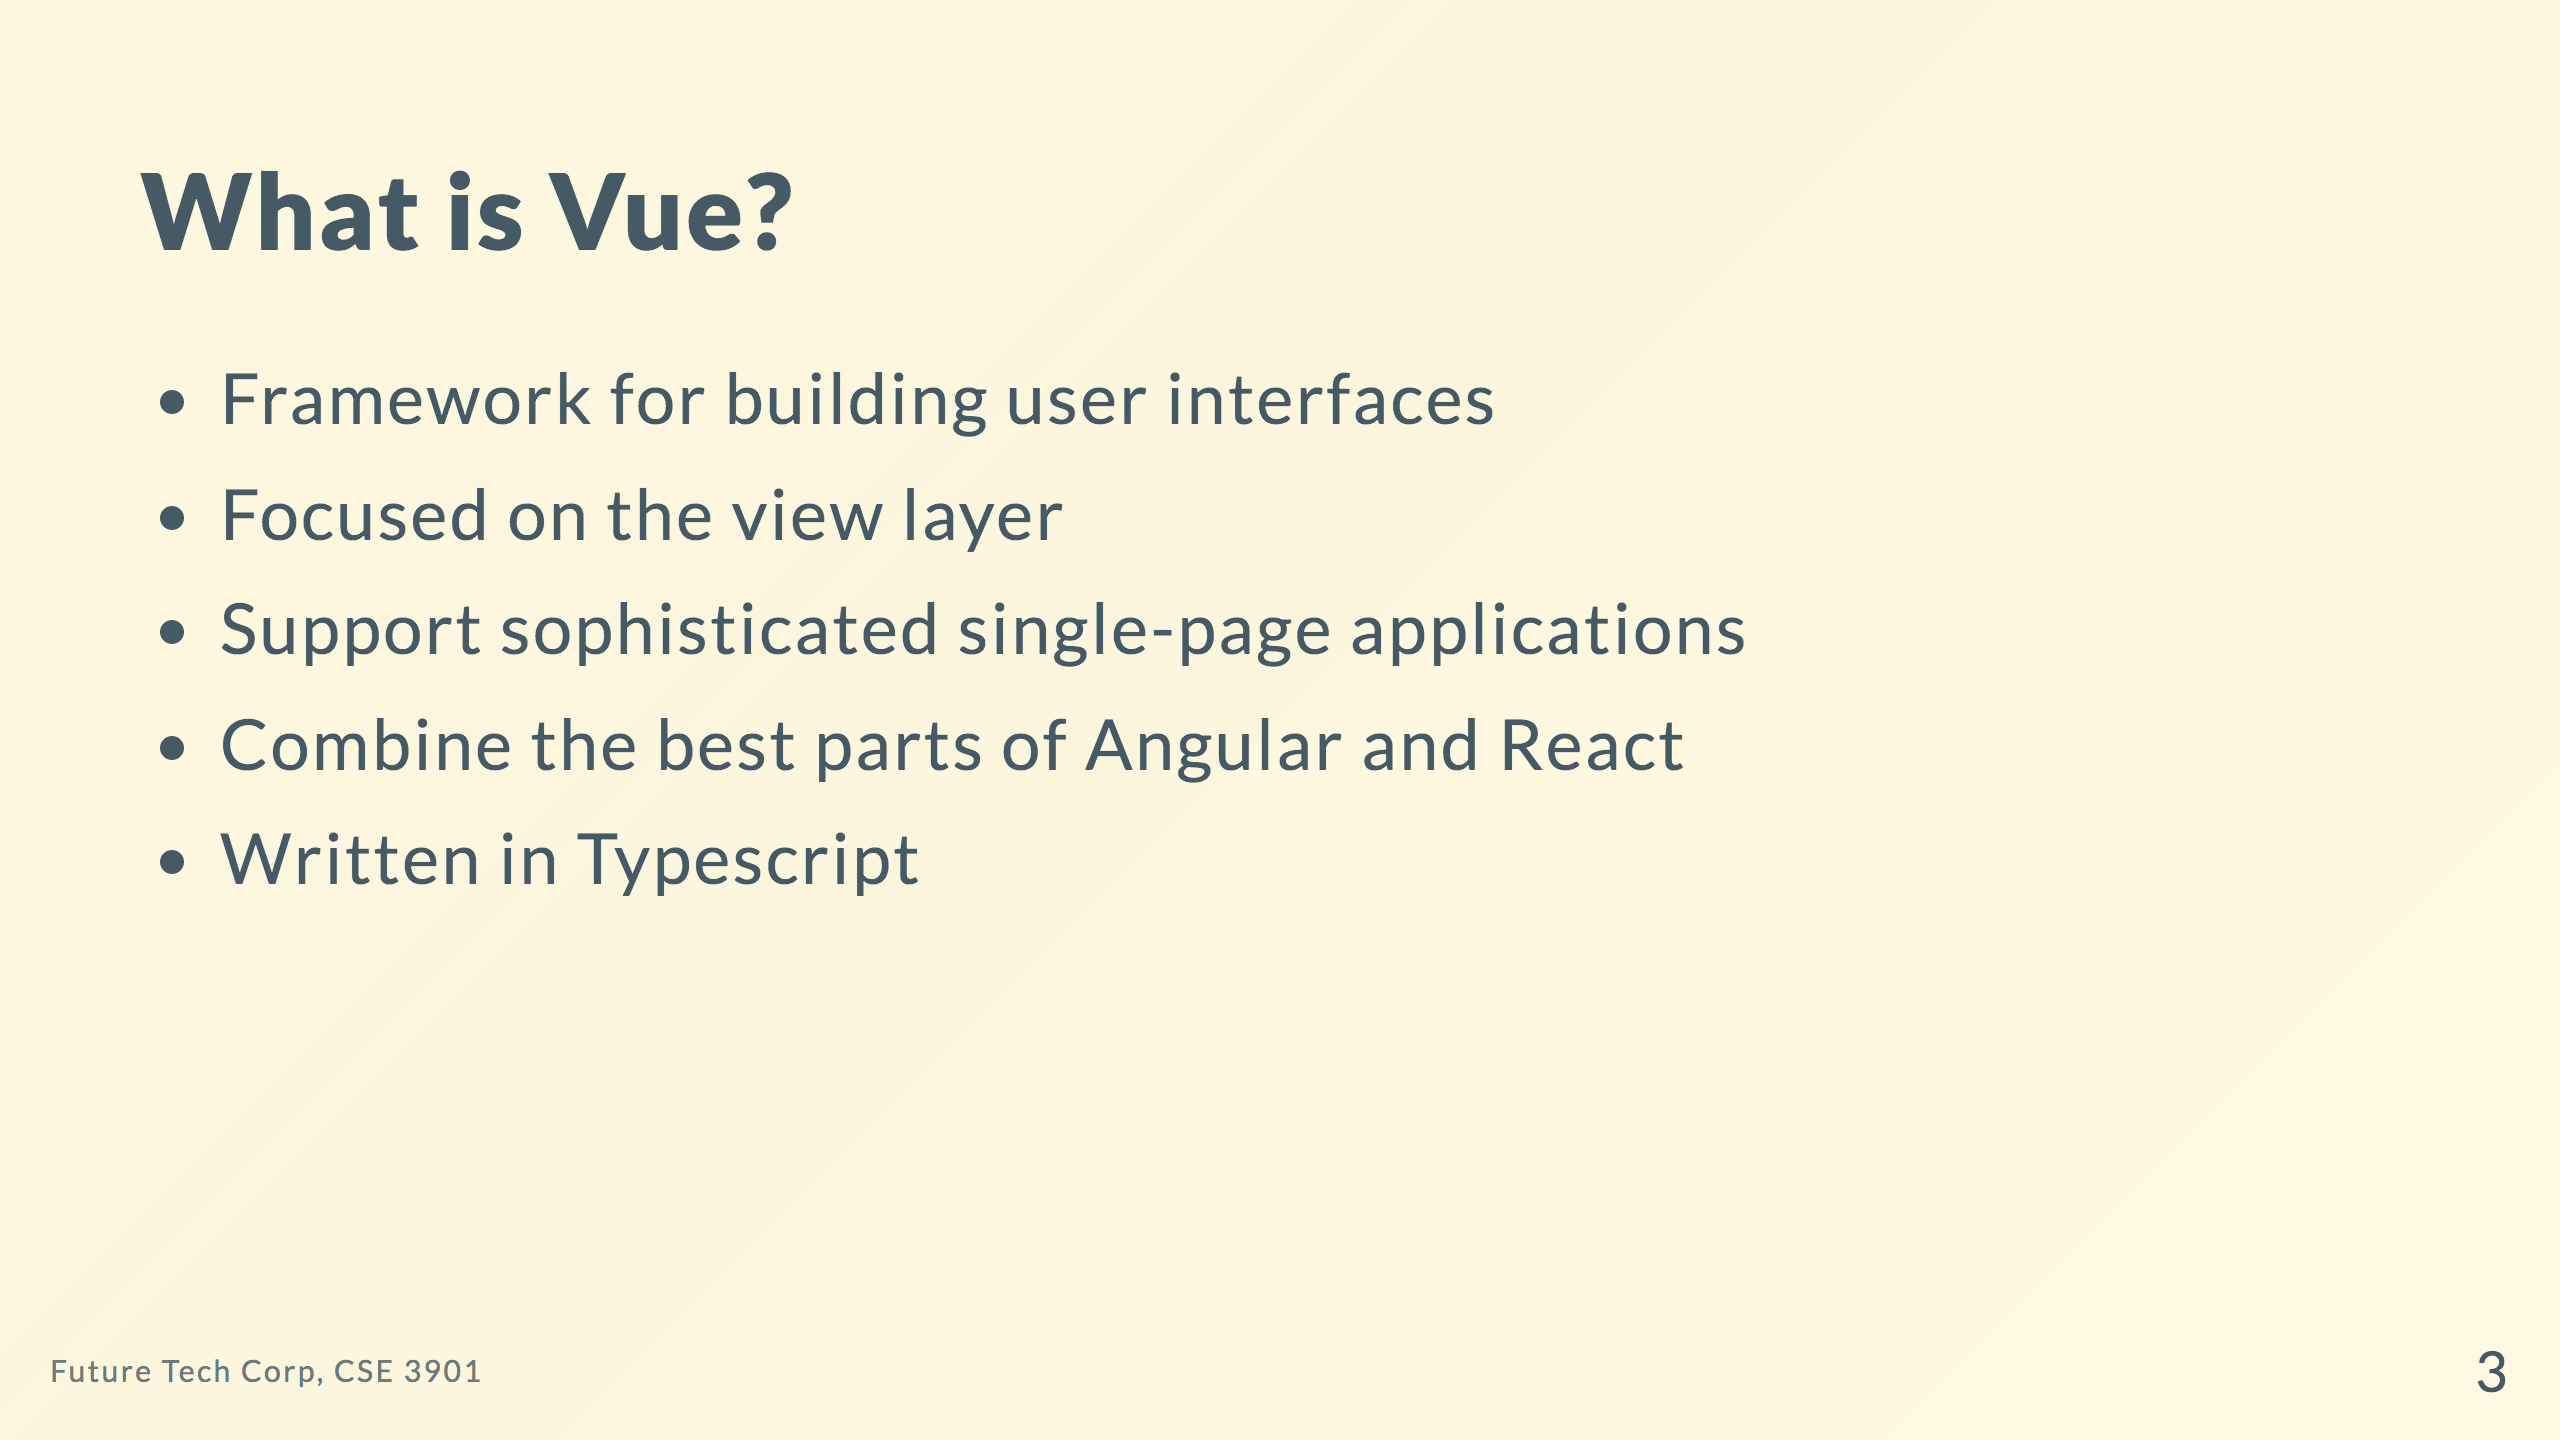 What is Vue?
• Framework for building user interfaces
• Focused on the view layer
• Support sophisticated single-page applications
• Combine the best parts of Angular and React
• Written in Typescript
Future Tech Corp, CSE 3901
3